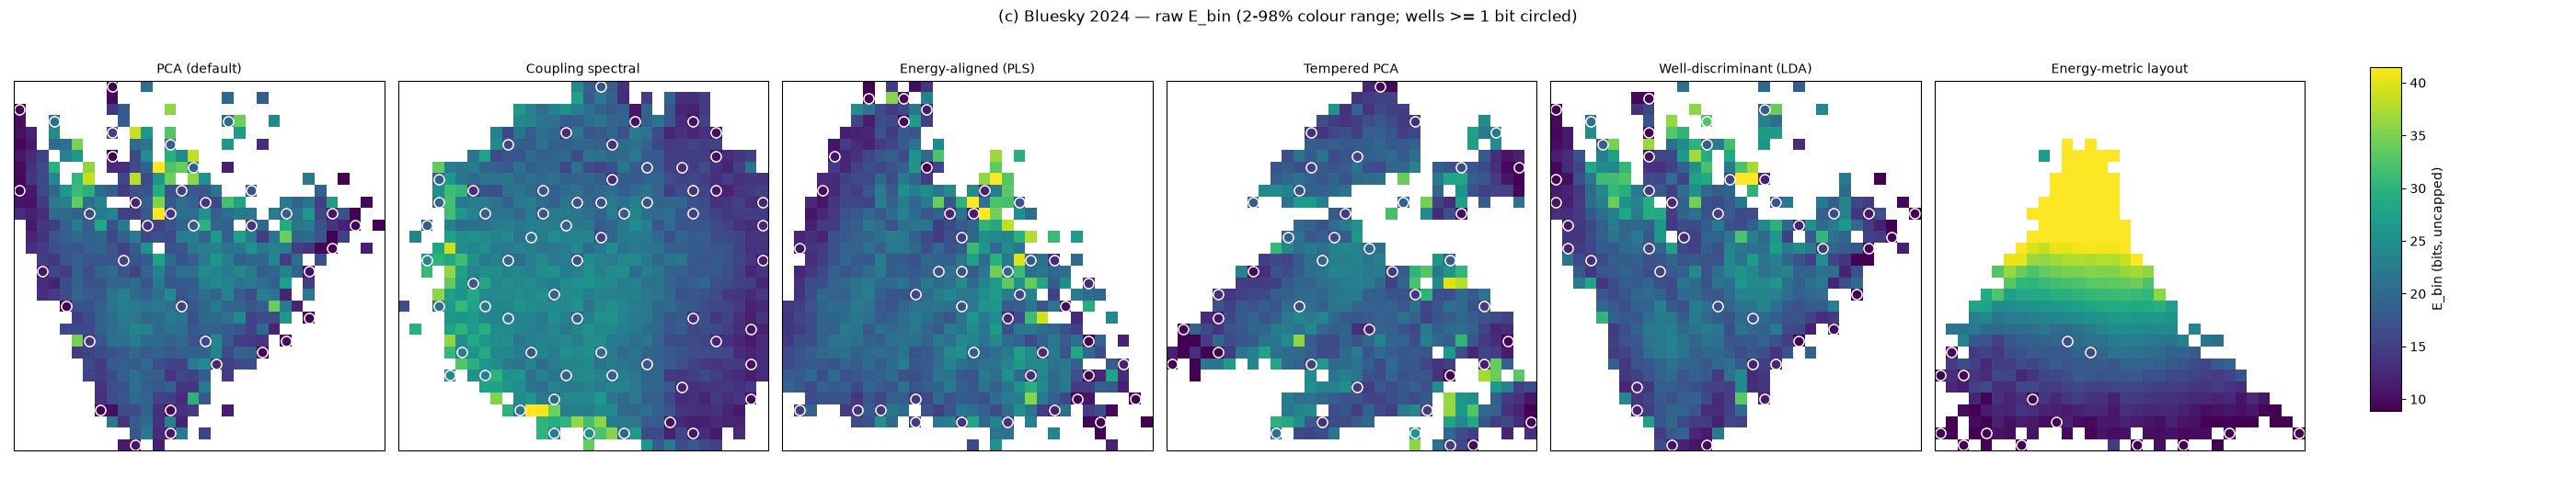 (c) Bluesky 2024 — raw E_bin (2-98% colour range; wells >= 1 bit circled)
PCA (default)
Coupling spectral
Energy-aligned (PLS)
Tempered PCA
Well-discriminant (LDA)
Energy-metric layout
40
35
30
25
20
15
10
E_bin (bits, uncapped)